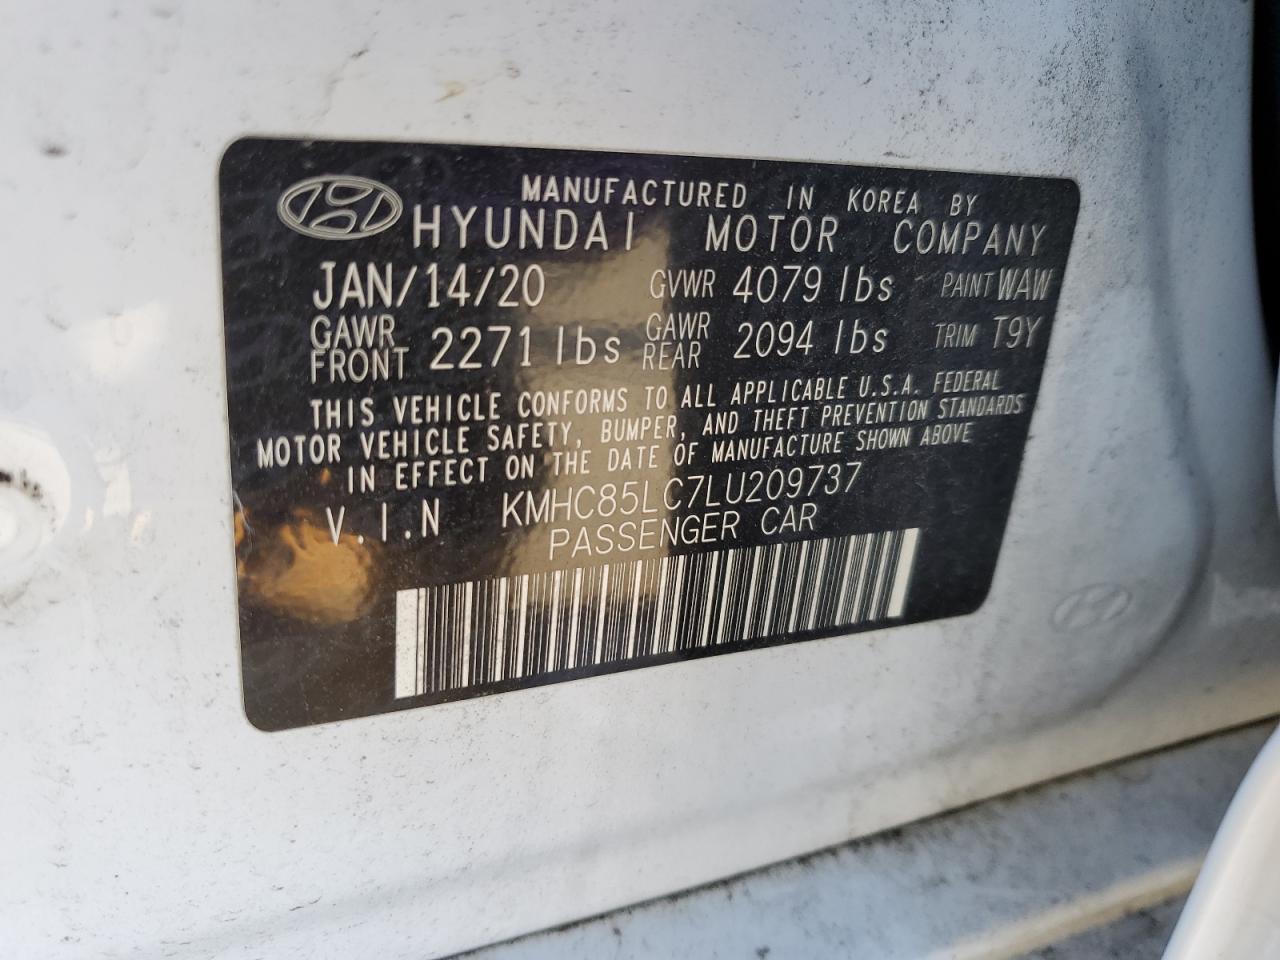 MANUFACTURED IN KOREA BY
HYUNDAI MOTOR COMPANY
JAN/14/20 GVWR 4079 lbs PAINT WAW
GAWR FRONT 2271 lbs GAWR REAR 2094 lbs TRIM T9Y
THIS VEHICLE CONFORMS TO ALL APPLICABLE U.S.A. FEDERAL
MOTOR VEHICLE SAFETY, BUMPER, AND THEFT PREVENTION STANDARDS
IN EFFECT ON THE DATE OF MANUFACTURE SHOWN ABOVE
V.I.N KMHC85LC7LU209737
PASSENGER CAR